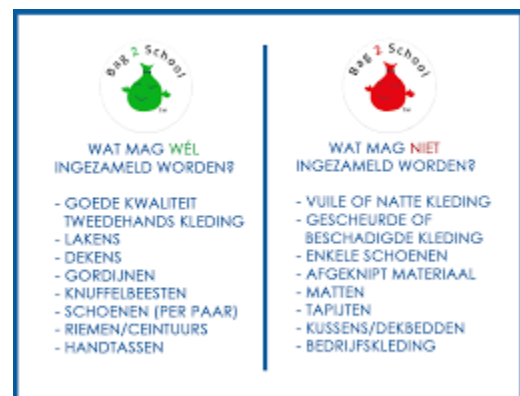 Bag 2 School
WAT MAG WÉL
INGEZAMELD WORDEN?
- GOEDE KWALITEIT
TWEEDEHANDS KLEDING
- LAKENS
- DEKENS
- GORDIJNEN
- KNUFFELBEESTEN
- SCHOENEN (PER PAAR)
- RIEMEN/CEINTUURS
- HANDTASSEN
Bag 2 School
WAT MAG NIET
INGEZAMELD WORDEN?
- VUILE OF NATTE KLEDING
- GESCHEURDE OF
BESCHADIGDE KLEDING
- ENKELE SCHOENEN
- AFGEKNIPT MATERIAAL
- MATTEN
- TAPIJTEN
- KUSSENS/DEKBEDDEN
- BEDRIJFSKLEDING